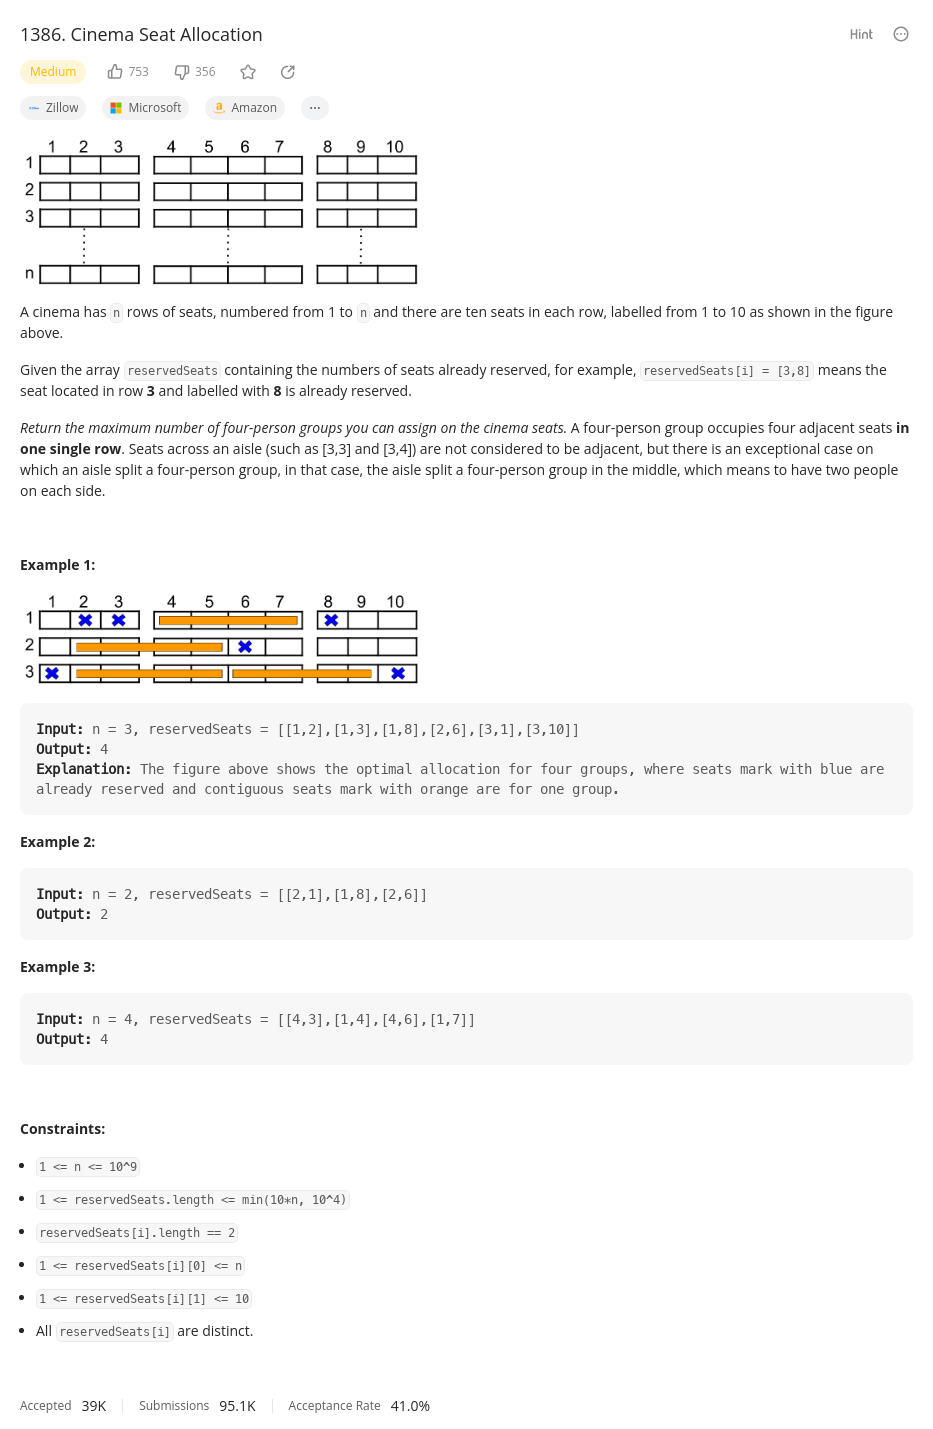 1386. Cinema Seat Allocation
Hint
Medium
753
356
Zillow
Microsoft
Amazon
1 2 3 4 5 6 7 8 9 10
1
2
3
n
A cinema has n rows of seats, numbered from 1 to n and there are ten seats in each row, labelled from 1 to 10 as shown in the figure
above.
Given the array reservedSeats containing the numbers of seats already reserved, for example, reservedSeats[i] = [3,8] means the
seat located in row 3 and labelled with 8 is already reserved.
Return the maximum number of four-person groups you can assign on the cinema seats. A four-person group occupies four adjacent seats in
one single row. Seats across an aisle (such as [3,3] and [3,4]) are not considered to be adjacent, but there is an exceptional case on
which an aisle split a four-person group, in that case, the aisle split a four-person group in the middle, which means to have two people
on each side.
Example 1:
1 2 3 4 5 6 7 8 9 10
1
2
3
Input: n = 3, reservedSeats = [[1,2],[1,3],[1,8],[2,6],[3,1],[3,10]]
Output: 4
Explanation: The figure above shows the optimal allocation for four groups, where seats mark with blue are
already reserved and contiguous seats mark with orange are for one group.
Example 2:
Input: n = 2, reservedSeats = [[2,1],[1,8],[2,6]]
Output: 2
Example 3:
Input: n = 4, reservedSeats = [[4,3],[1,4],[4,6],[1,7]]
Output: 4
Constraints:
1 <= n <= 10^9
1 <= reservedSeats.length <= min(10*n, 10^4)
reservedSeats[i].length == 2
1 <= reservedSeats[i][0] <= n
1 <= reservedSeats[i][1] <= 10
All reservedSeats[i] are distinct.
Accepted 39K Submissions 95.1K Acceptance Rate 41.0%